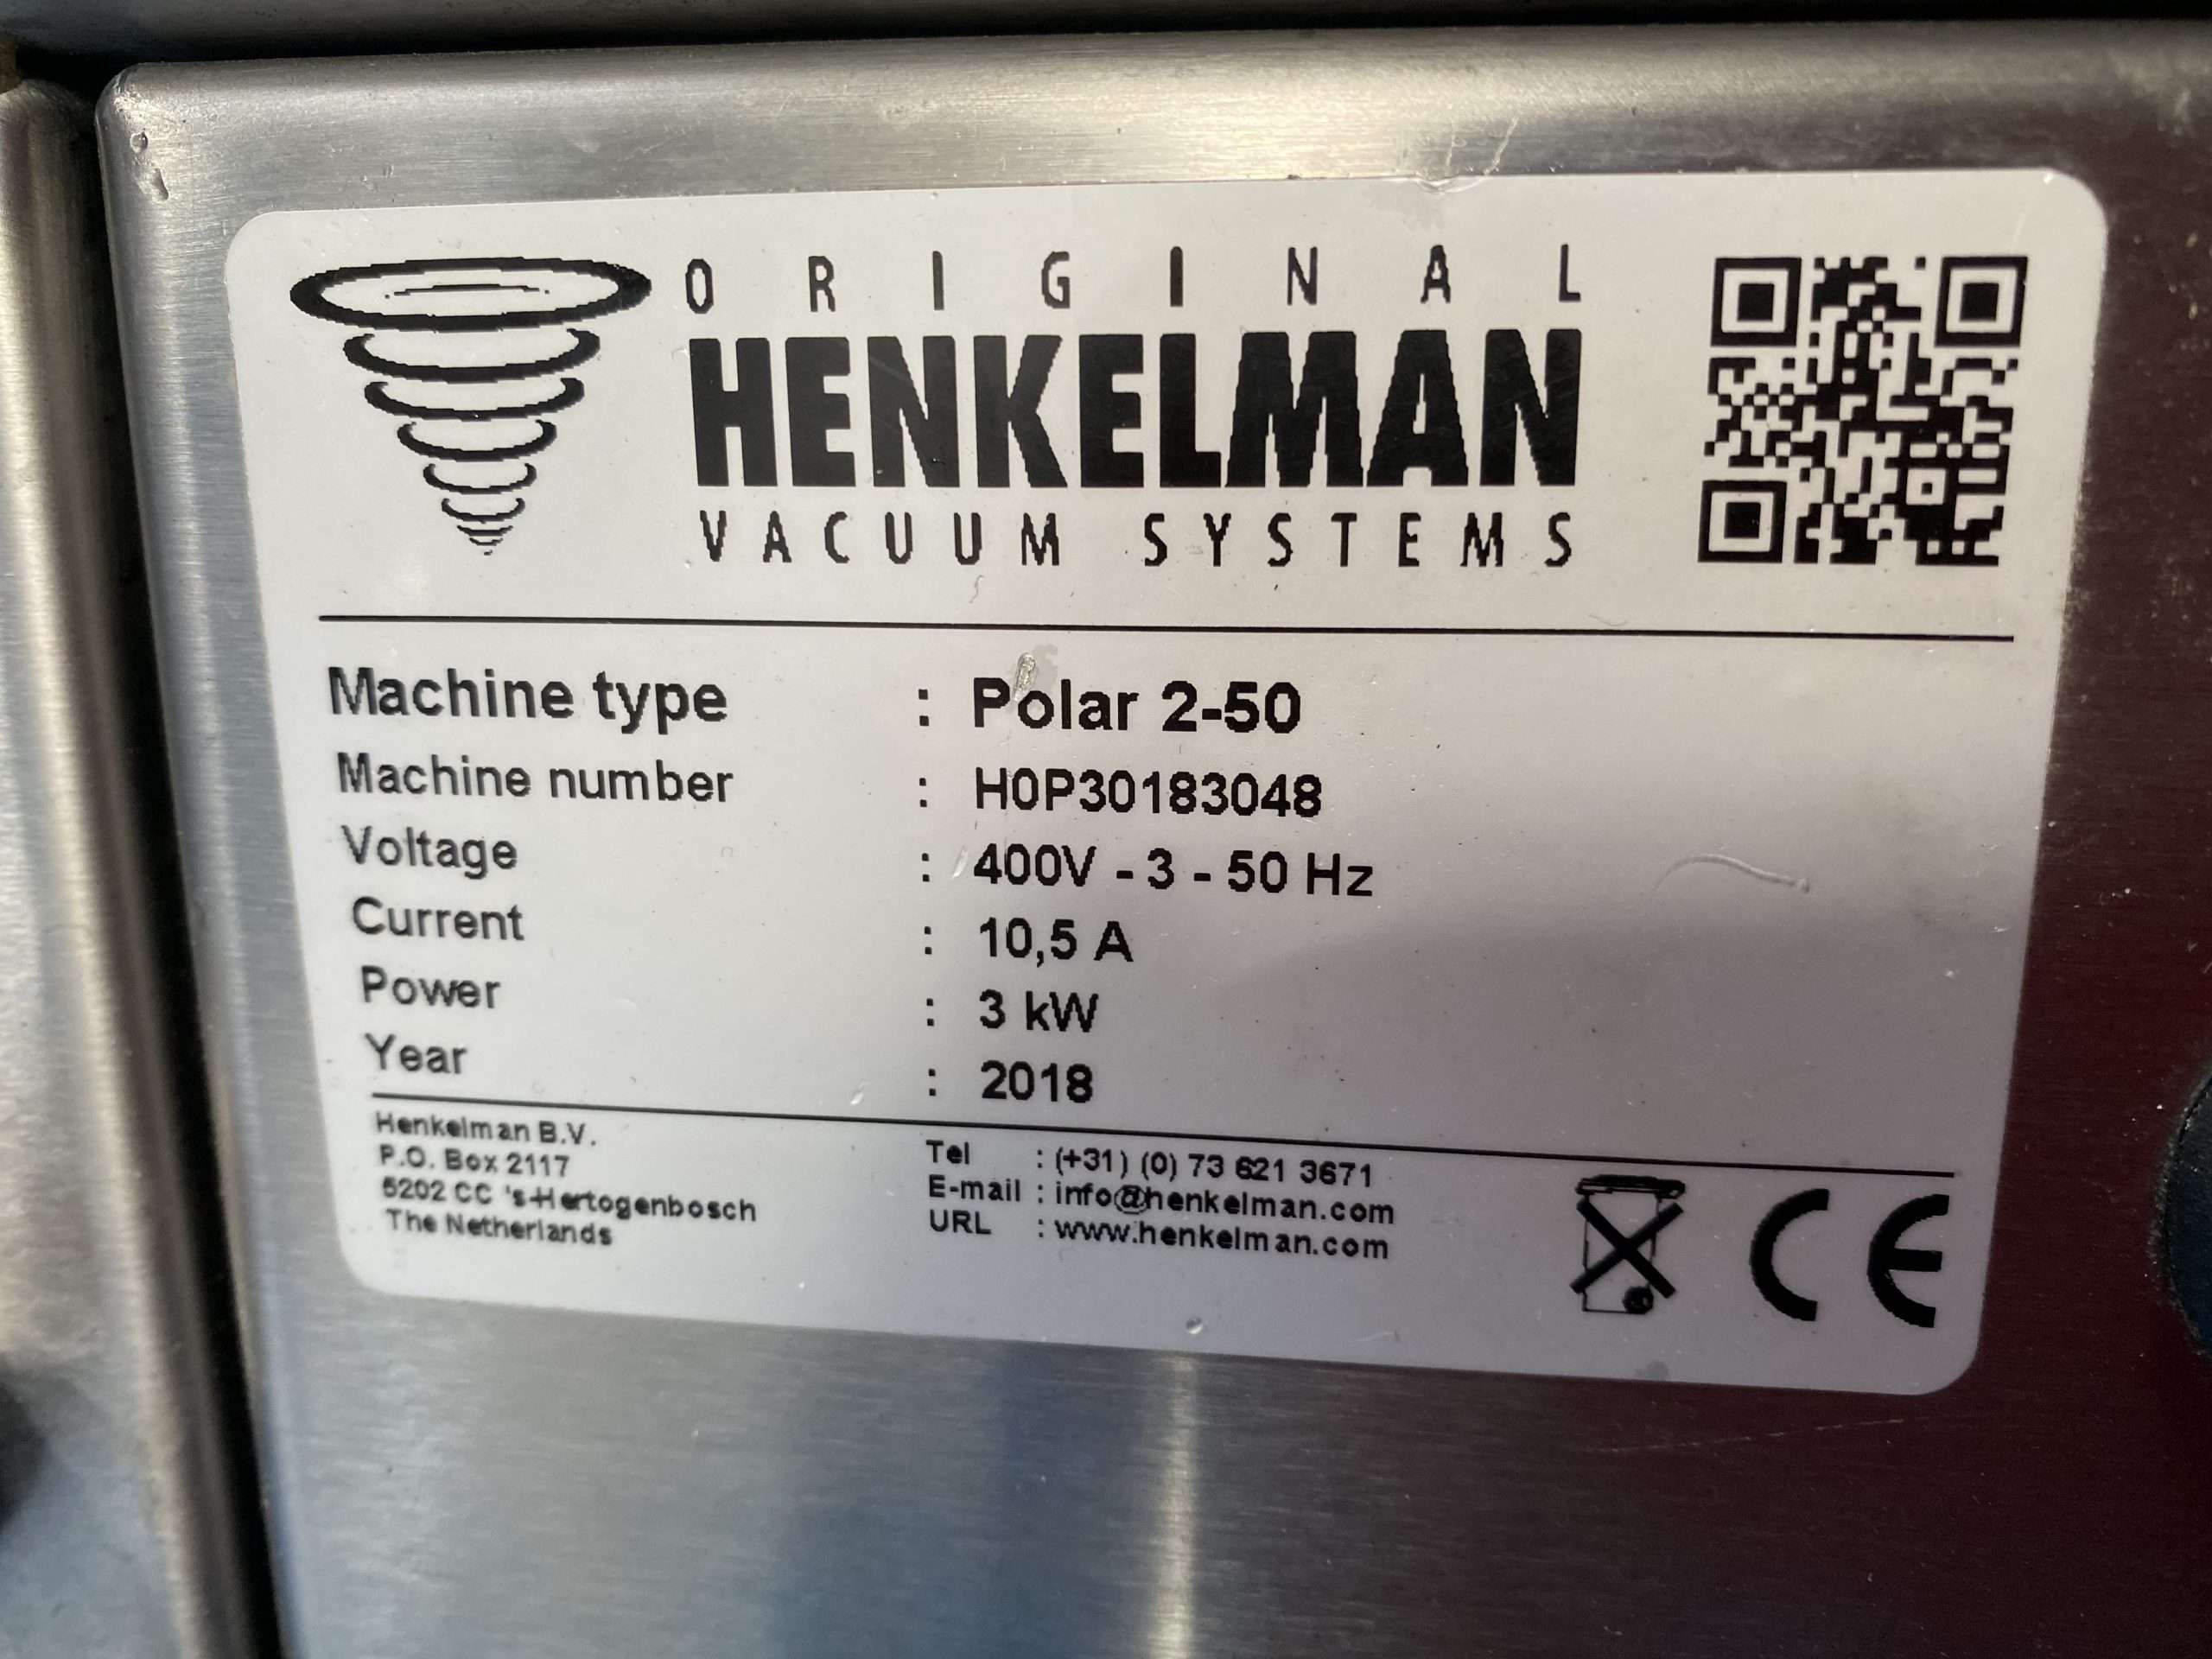 ORIGINAL
HENKELMAN
VACUUM SYSTEMS
Machine type : Polar 2-50
Machine number : H0P30183048
Voltage : 400V - 3 - 50 Hz
Current : 10,5 A
Power : 3 kW
Year : 2018
Henkelman B.V.
P.O. Box 2117
5202 CC 's-Hertogenbosch
The Netherlands
Tel : (+31) (0) 73 621 3671
E-mail : info@henkelman.com
URL : www.henkelman.com
CE